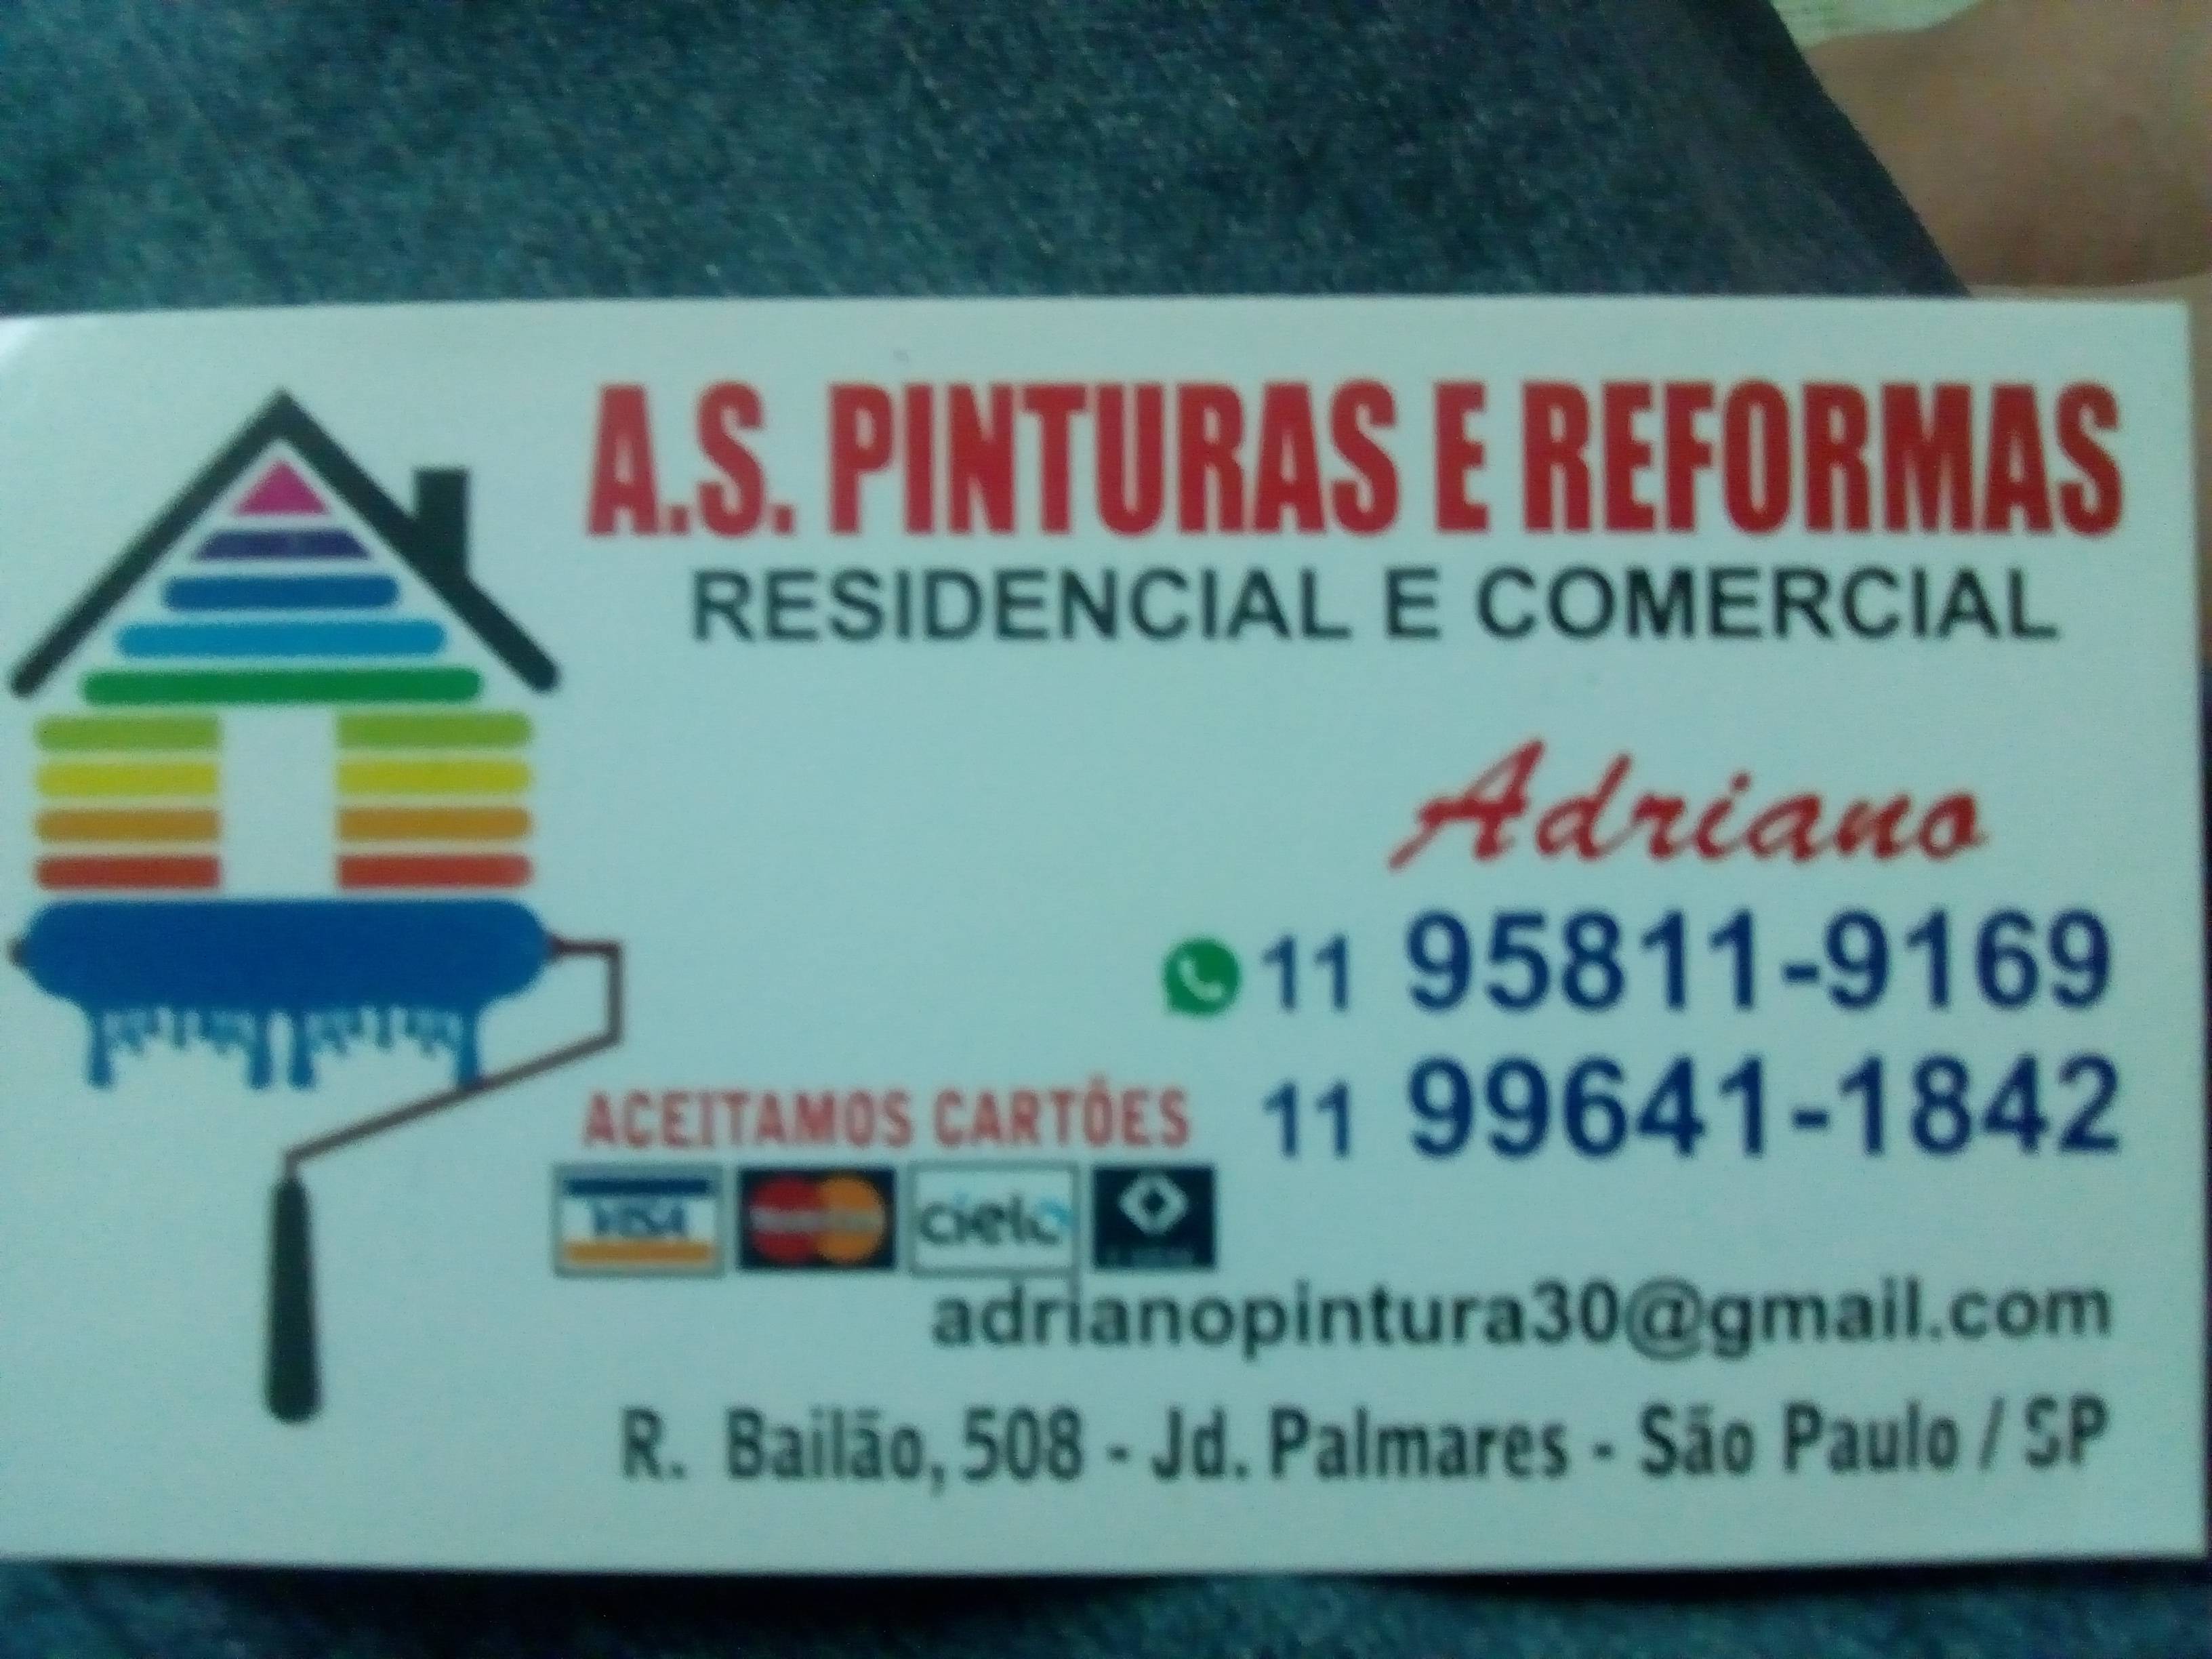 A.S. PINTURAS E REFORMAS
RESIDENCIAL E COMERCIAL
Adriano
11 95811-9169
11 99641-1842
ACEITAMOS CARTÕES
VISA MasterCard cielo
adrianopintura30@gmail.com
R. Bailão, 508 - Jd. Palmares - São Paulo / SP